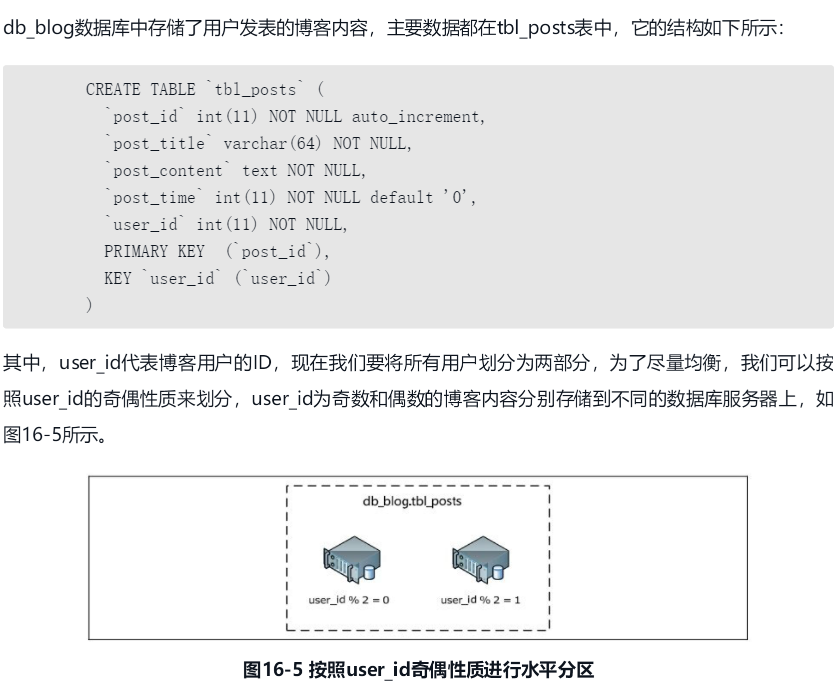 db_blog数据库中存储了用户发表的博客内容，主要数据都在tbl_posts表中，它的结构如下所示：
CREATE TABLE `tbl_posts` (
`post_id` int(11) NOT NULL auto_increment,
`post_title` varchar(64) NOT NULL,
`post_content` text NOT NULL,
`post_time` int(11) NOT NULL default '0',
`user_id` int(11) NOT NULL,
PRIMARY KEY  (`post_id`),
KEY `user_id` (`user_id`)
)
其中，user_id代表博客用户的ID，现在我们要将所有用户划分为两部分，为了尽量均衡，我们可以按
照user_id的奇偶性质来划分，user_id为奇数和偶数的博客内容分别存储到不同的数据库服务器上，如
图16-5所示。
db_blog.tbl_posts
user_id % 2 = 0 user_id % 2 = 1
图16-5 按照user_id奇偶性质进行水平分区